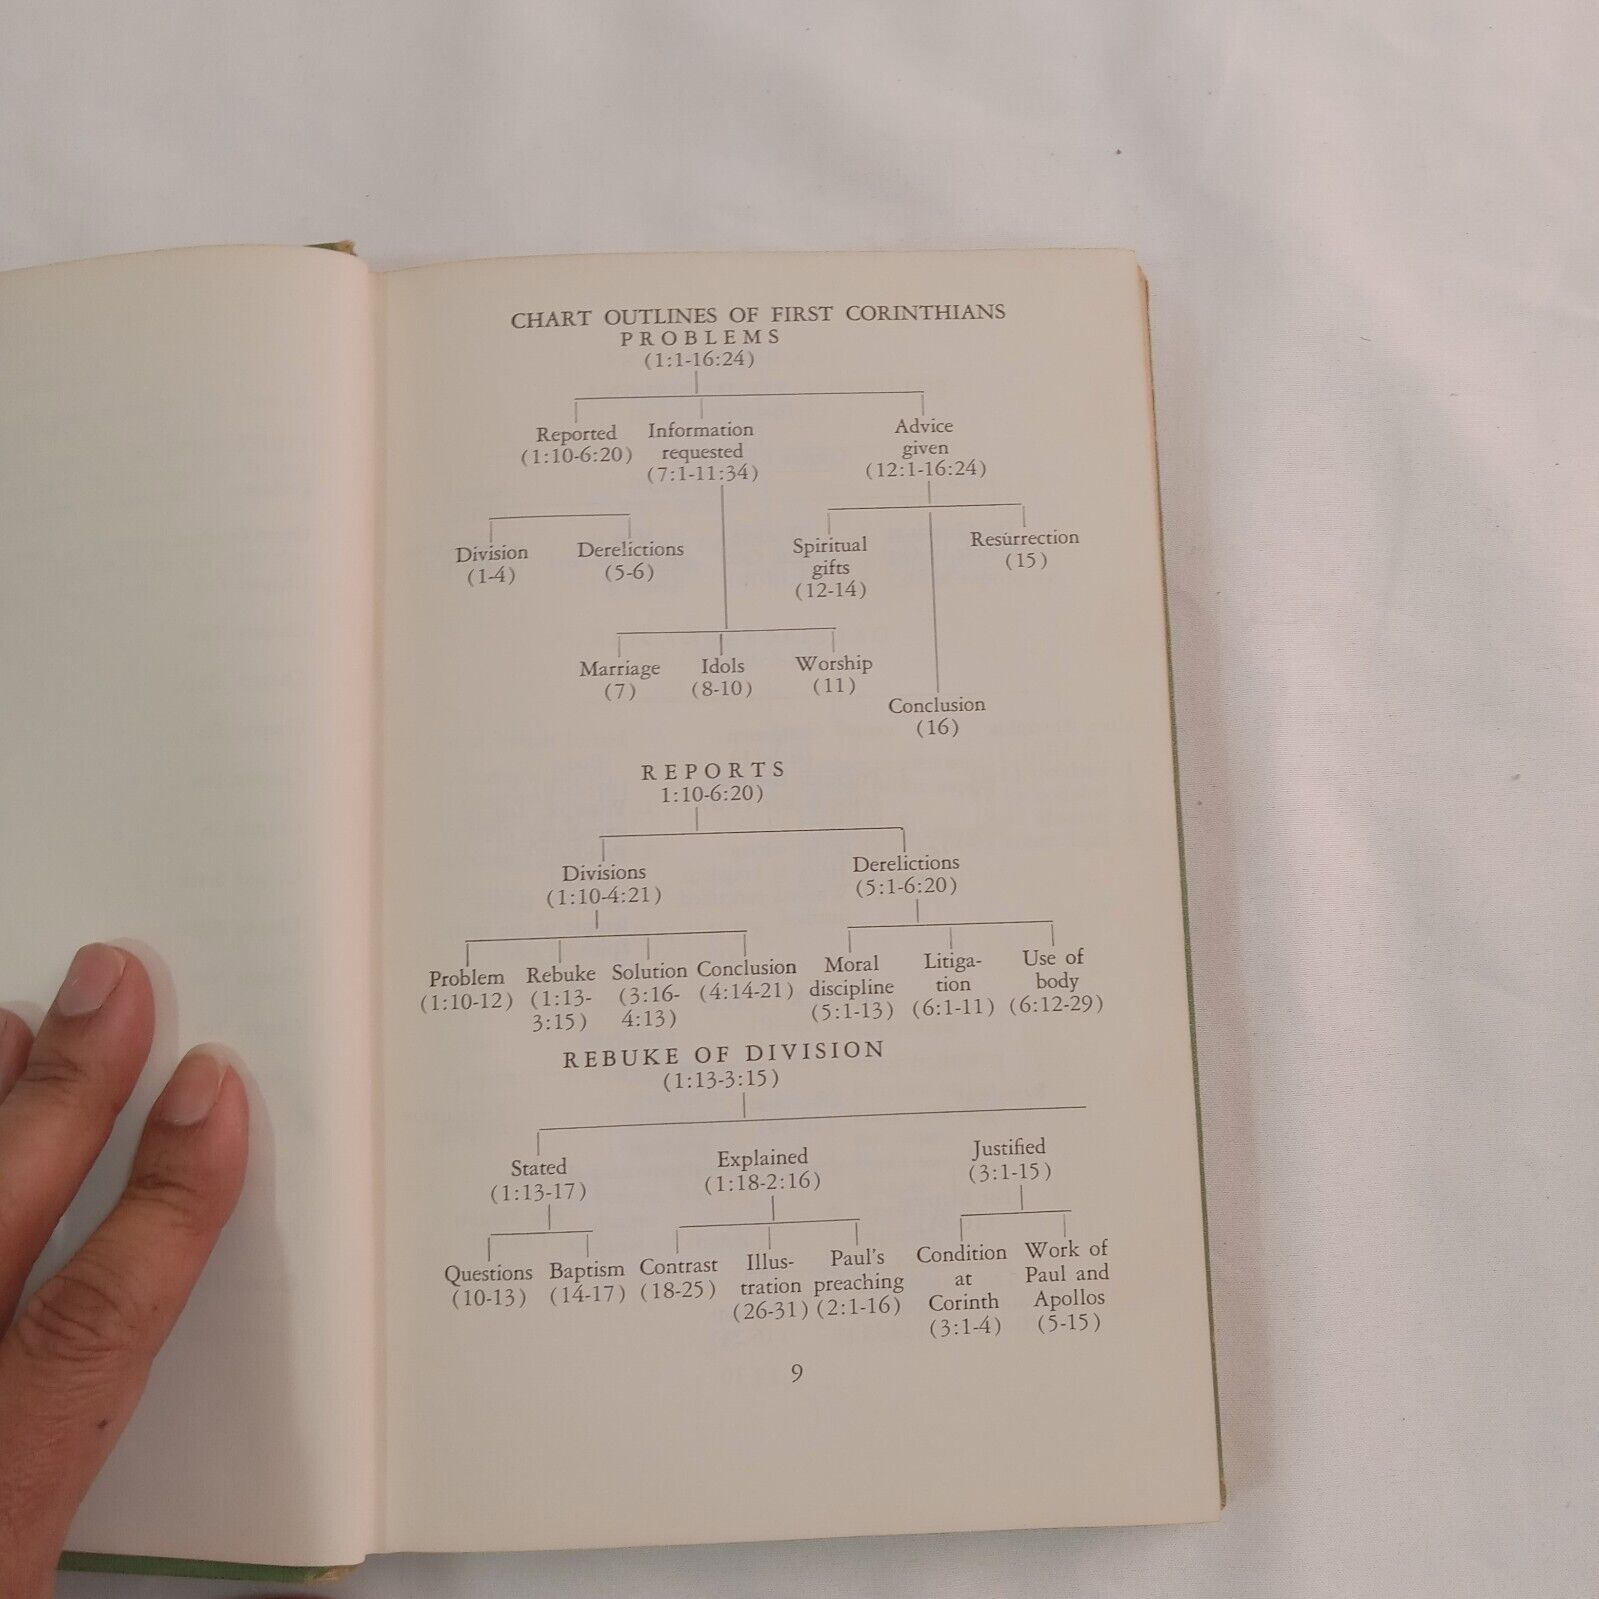 CHART OUTLINES OF FIRST CORINTHIANS
PROBLEMS
(1:1-16:24)
Reported Information Advice
(1:10-6:20) requested given
(7:1-11:34) (12:1-16:24)
Division Derelictions Spiritual Resurrection
(1-4) (5-6) gifts (15)
(12-14)
Marriage Idols Worship
(7) (8-10) (11)
Conclusion
(16)
REPORTS
1:10-6:20)
Divisions Derelictions
(1:10-4:21) (5:1-6:20)
Problem Rebuke Solution Conclusion Moral Litiga- Use of
(1:10-12) (1:13- (3:16- (4:14-21) discipline tion body
3:15) 4:13) (5:1-13) (6:1-11) (6:12-29)
REBUKE OF DIVISION
(1:13-3:15)
Stated Explained Justified
(1:13-17) (1:18-2:16) (3:1-15)
Questions Baptism Contrast Illus- Paul's Condition Work of
(10-13) (14-17) (18-25) tration preaching at Paul and
(26-31) (2:1-16) Corinth Apollos
(3:1-4) (5-15)
9